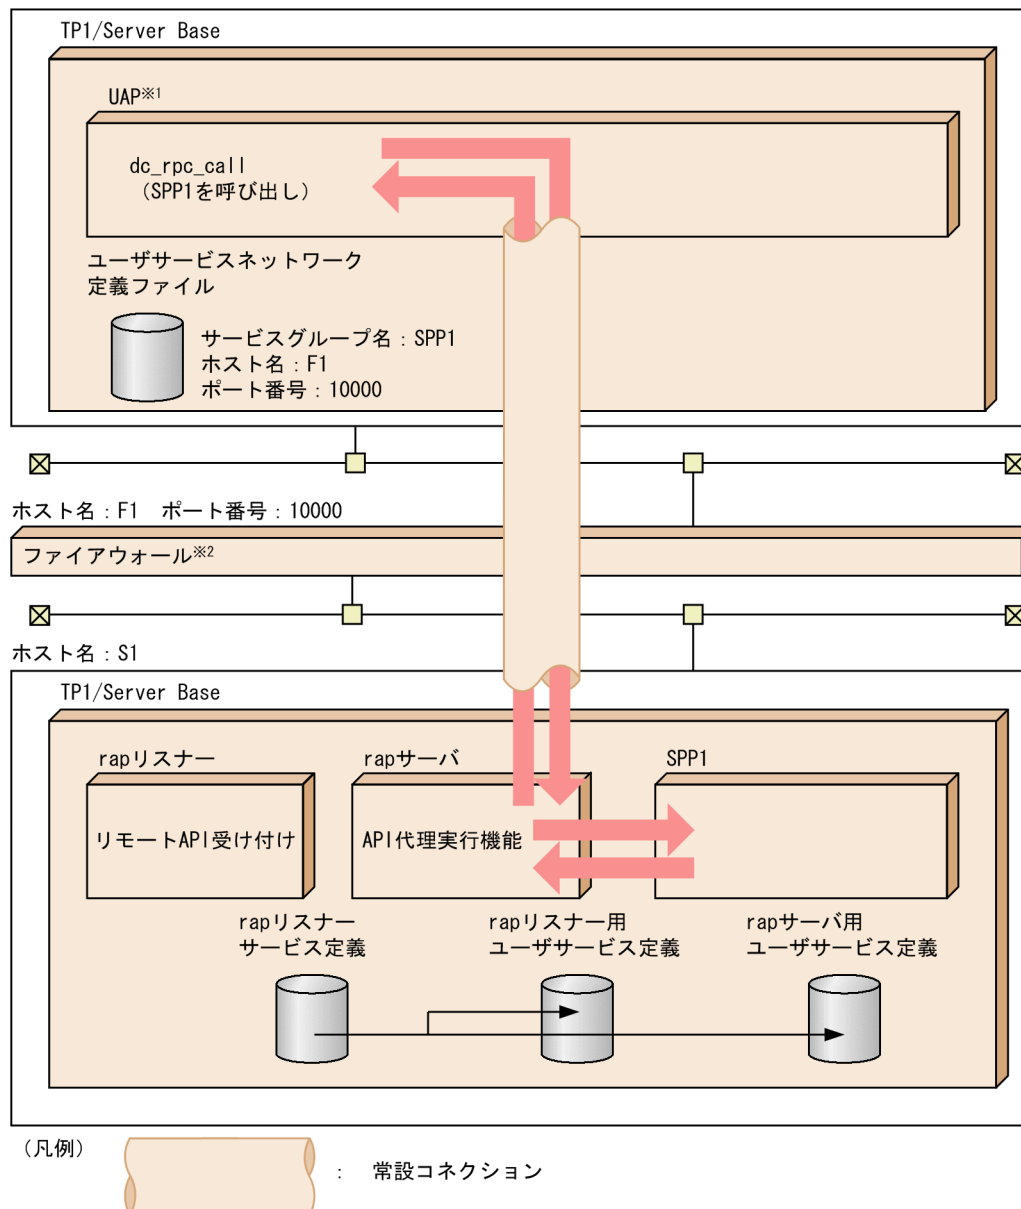 TP1/Server Base
UAP※1
dc_rpc_call
(SPP1を呼び出し)
ユーザサービスネットワーク
定義ファイル
サービスグループ名:SPP1
ホスト名:F1
ポート番号:10000
ホスト名:F1 ポート番号:10000
ファイアウォール※2
ホスト名:S1
TP1/Server Base
rapリスナー
rapサーバ
SPP1
リモートAPI受け付け
API代理実行機能
rapリスナー
サービス定義
rapリスナー用
ユーザサービス定義
rapサーバ用
ユーザサービス定義
(凡例)
: 常設コネクション